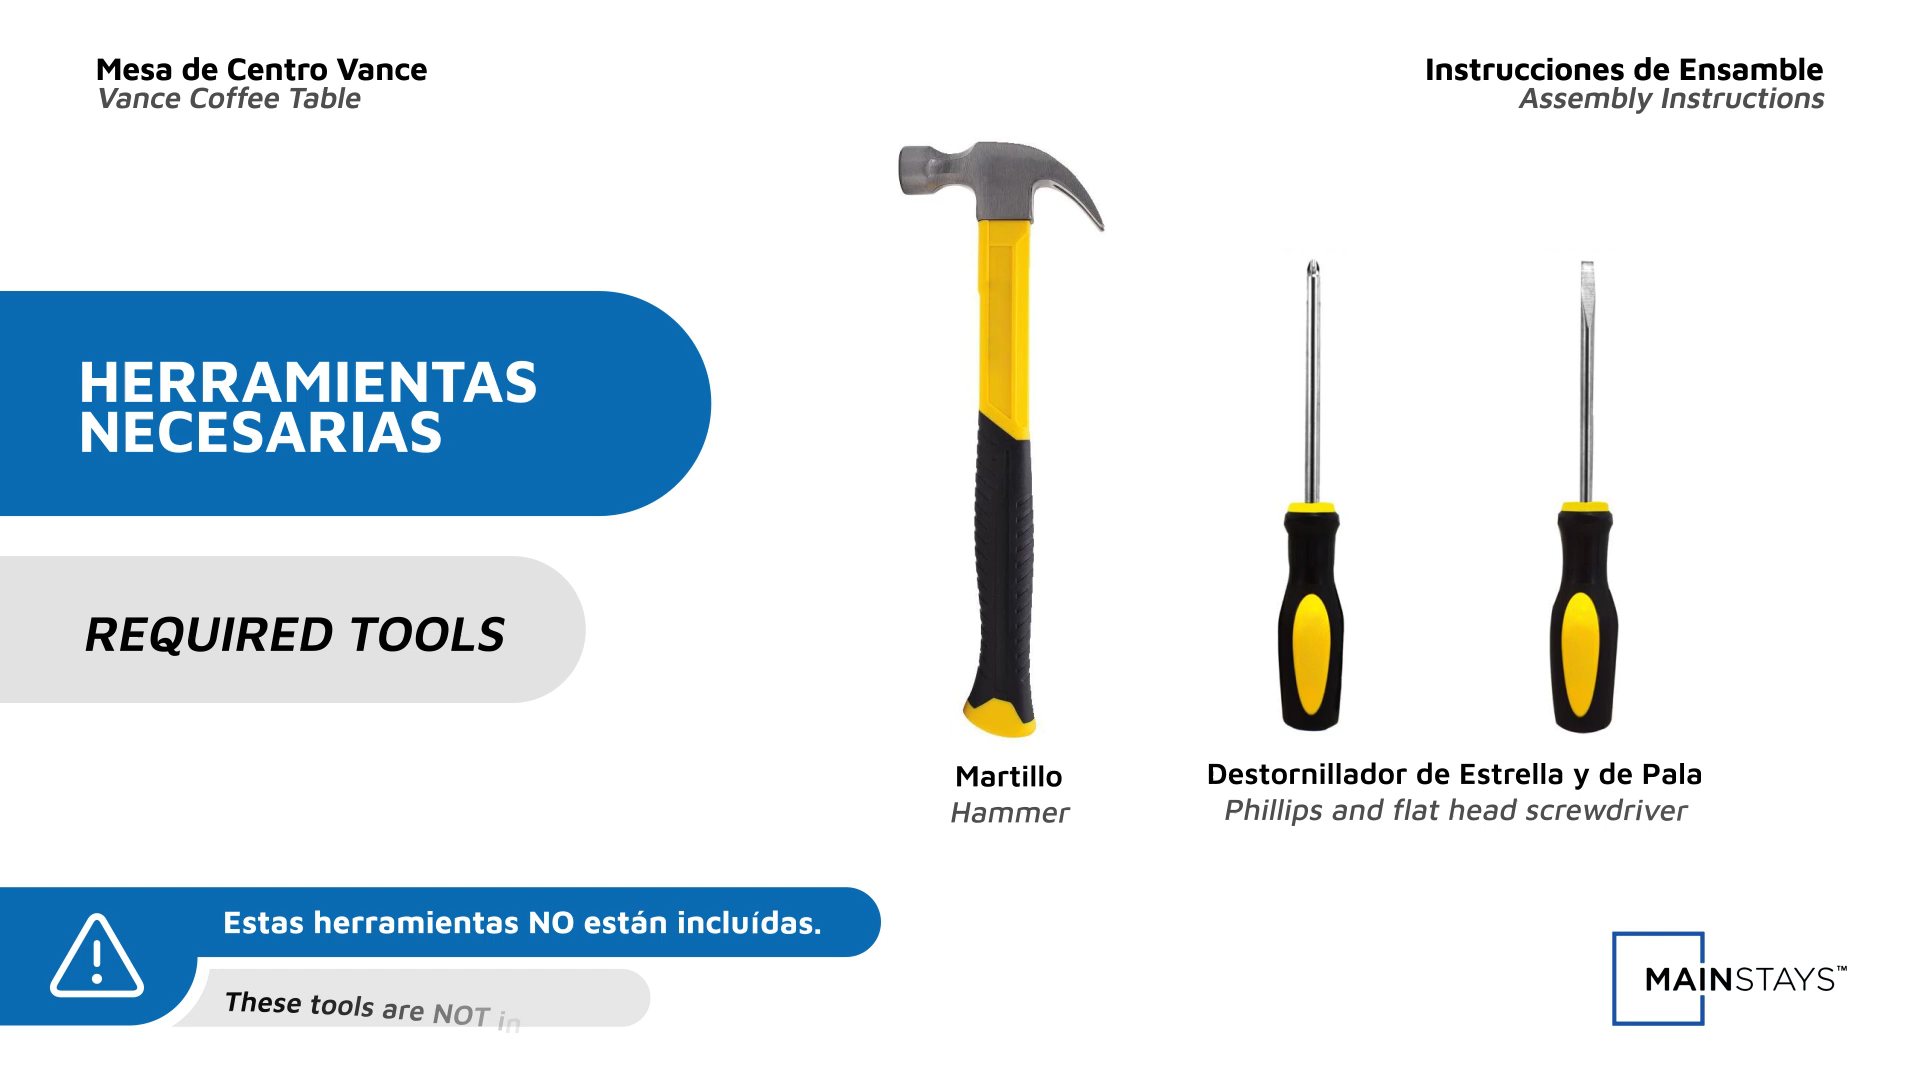 Mesa de Centro Vance
Vance Coffee Table
Instrucciones de Ensamble
Assembly Instructions
HERRAMIENTAS
NECESARIAS
REQUIRED TOOLS
Martillo
Hammer
Destornillador de Estrella y de Pala
Phillips and flat head screwdriver
Estas herramientas NO están incluídas.
These tools are NOT in
MAINSTAYS™